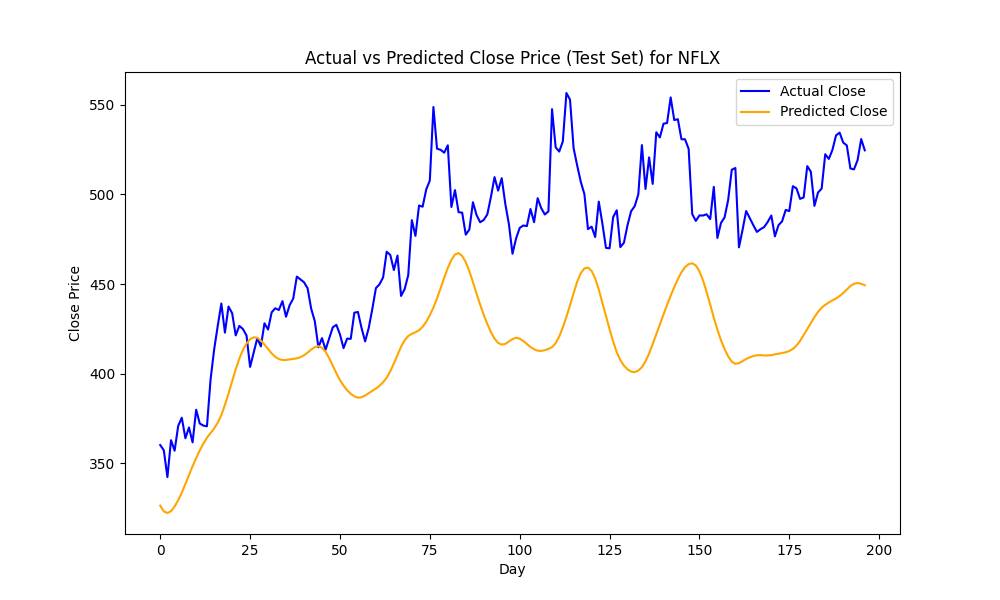 Actual vs Predicted Close Price (Test Set) for NFLX
Actual Close
Predicted Close
Close Price
550
500
450
400
350
0 25 50 75 100 125 150 175 200
Day